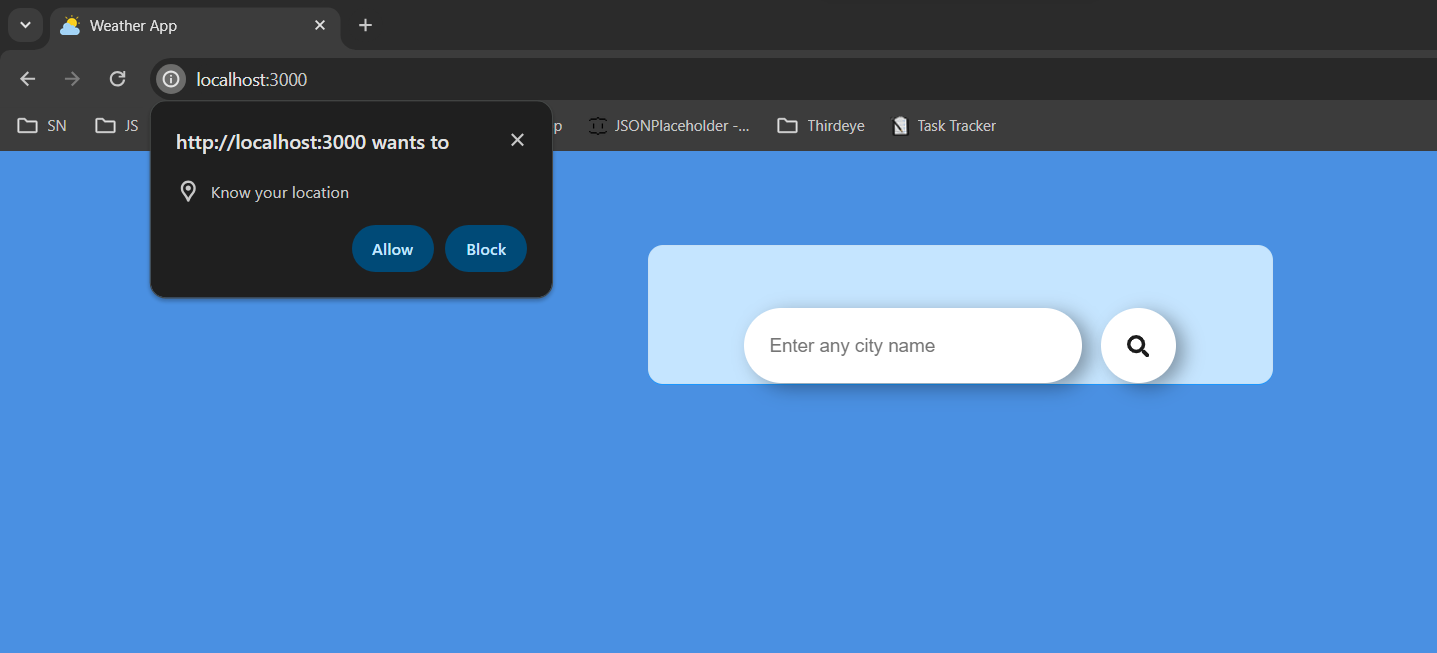 Weather App
localhost:3000
SN
JS
p
JSONPlaceholder -...
Thirdeye
Task Tracker
http://localhost:3000 wants to
Know your location
Allow
Block
Enter any city name